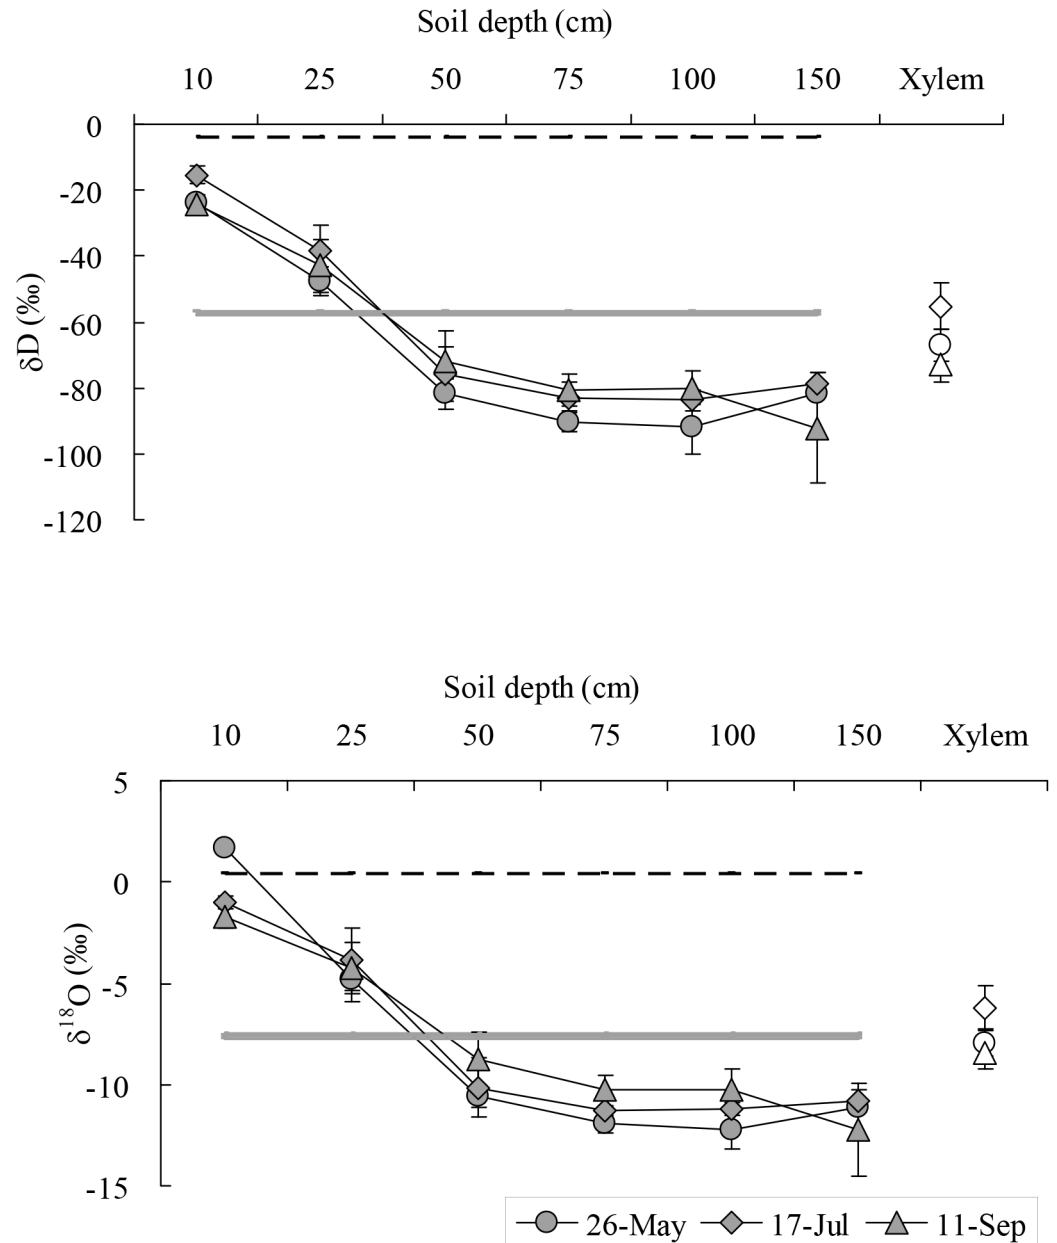 Soil depth (cm)
10 25 50 75 100 150 Xylem
0
-20
-40
-60
-80
-100
-120
δD (‰)
Soil depth (cm)
10 25 50 75 100 150 Xylem
5
0
-5
-10
-15
δ¹⁸O (‰)
26-May 17-Jul 11-Sep